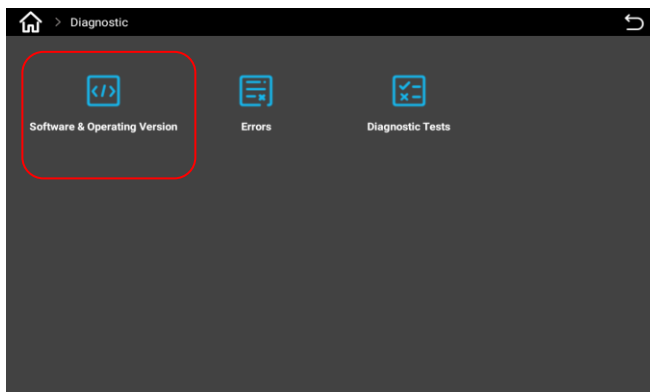 > Diagnostic
Software & Operating Version
Errors
Diagnostic Tests